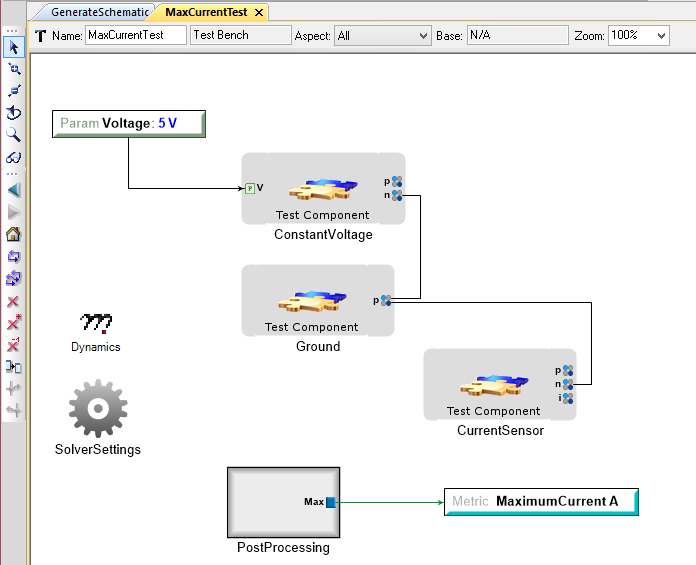 GenerateSchematic
MaxCurrentTest
T Name: MaxCurrentTest Test Bench Aspect: All Base: N/A Zoom: 100%
Param Voltage: 5 V
P V
p
n
Test Component
ConstantVoltage
p
Test Component
Ground
Dynamics
p
n
i
Test Component
CurrentSensor
SolverSettings
Max
PostProcessing
Metric MaximumCurrent A